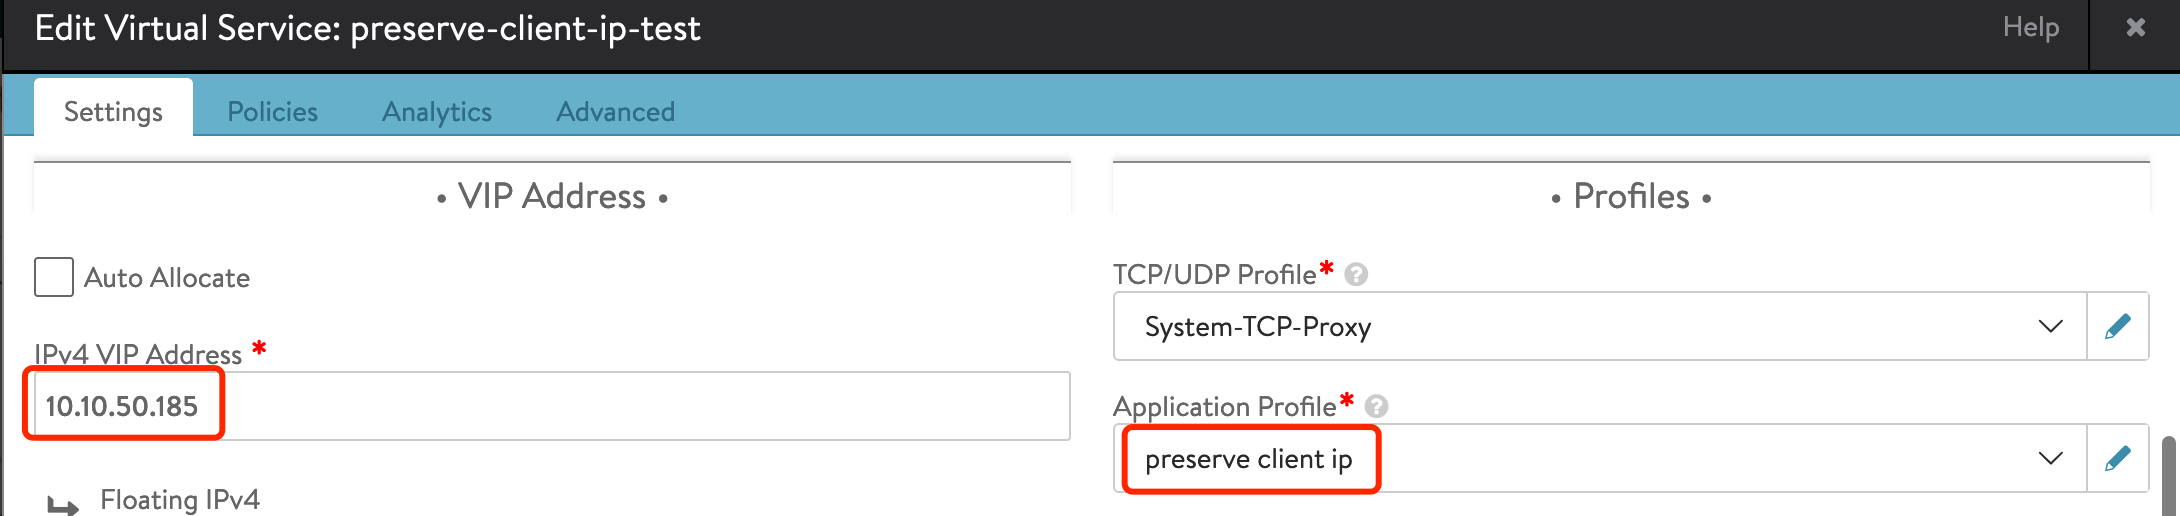 Edit Virtual Service: preserve-client-ip-test
Help
Settings Policies Analytics Advanced
• VIP Address •
Auto Allocate
IPv4 VIP Address *
10.10.50.185
Floating IPv4
• Profiles •
TCP/UDP Profile* ?
System-TCP-Proxy
Application Profile* ?
preserve client ip